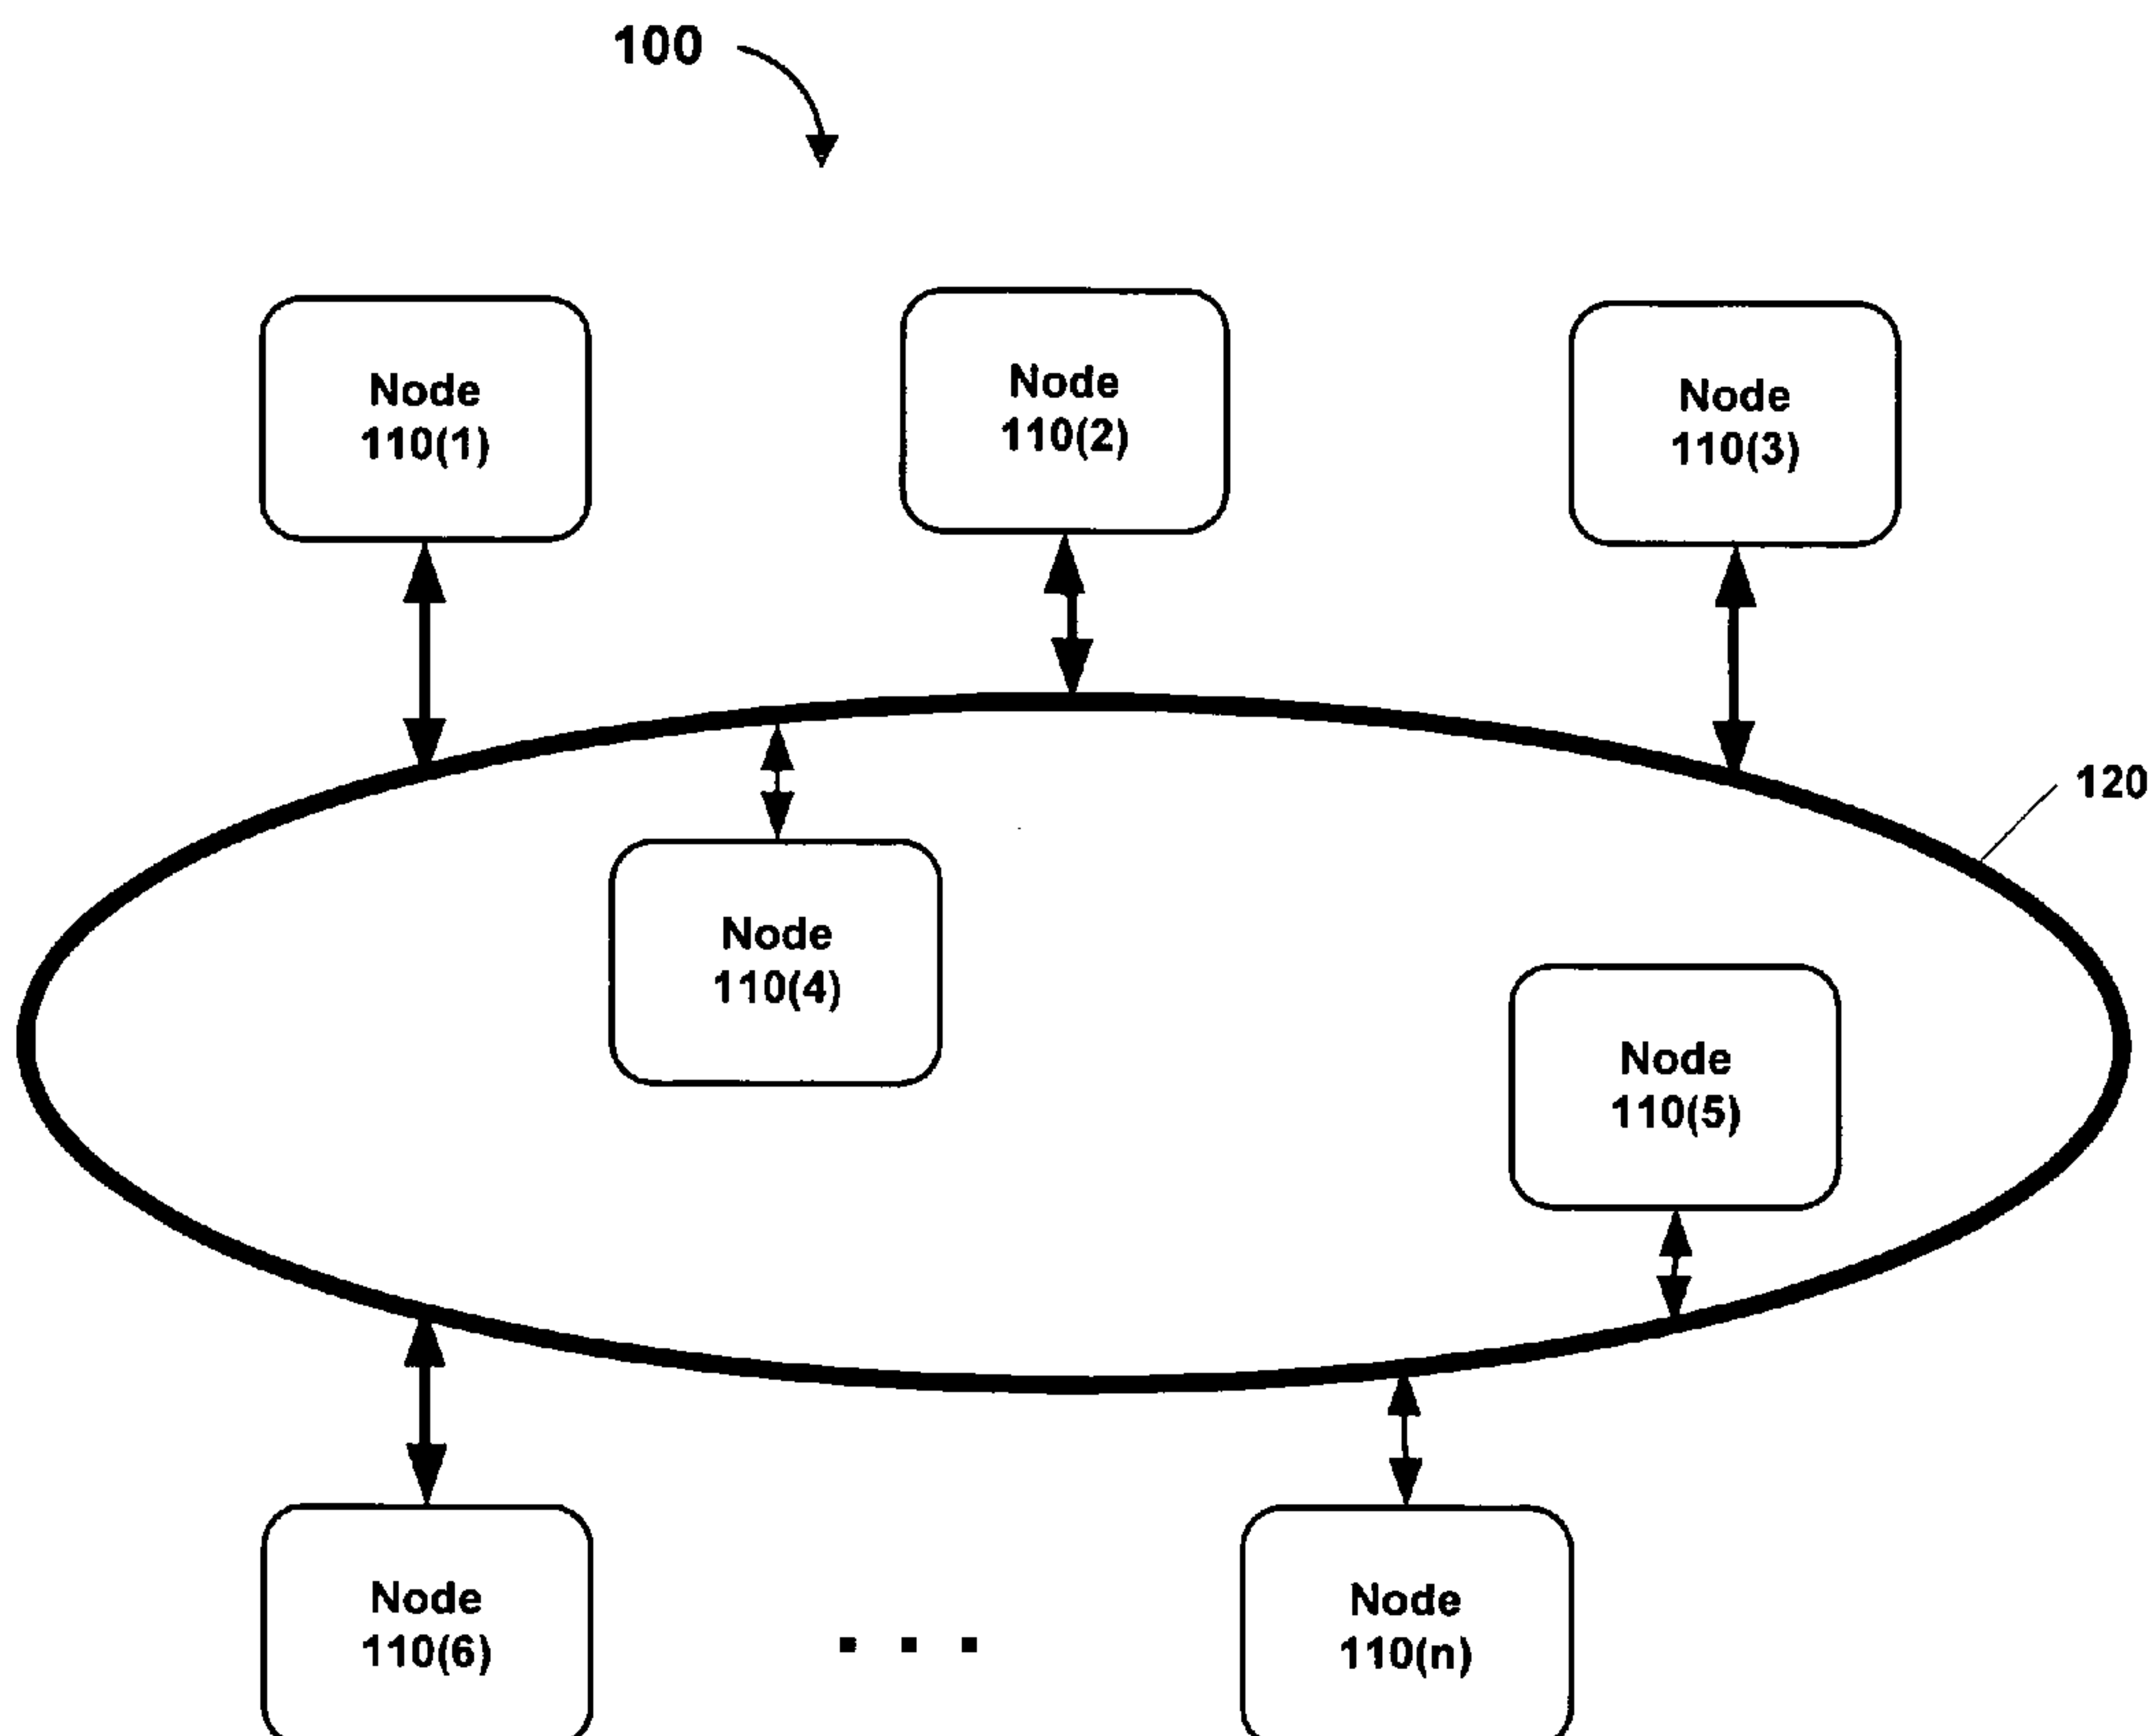 100
Node
110(1)
Node
110(2)
Node
110(3)
120
Node
110(4)
Node
110(5)
Node
110(6)
. . .
Node
110(n)